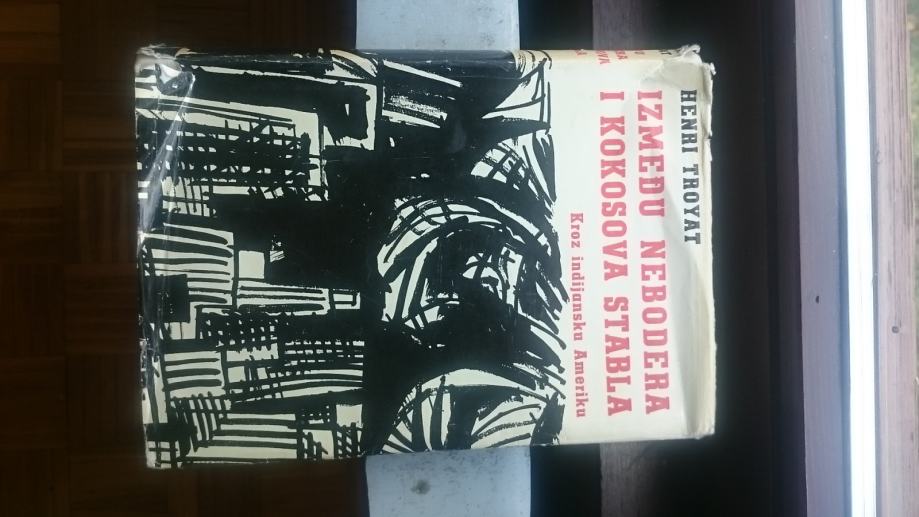 HENRI TROYAT
IZMEĐU NEBODERA
I KOKOSOVA STABLA
Kroz indijansku Ameriku